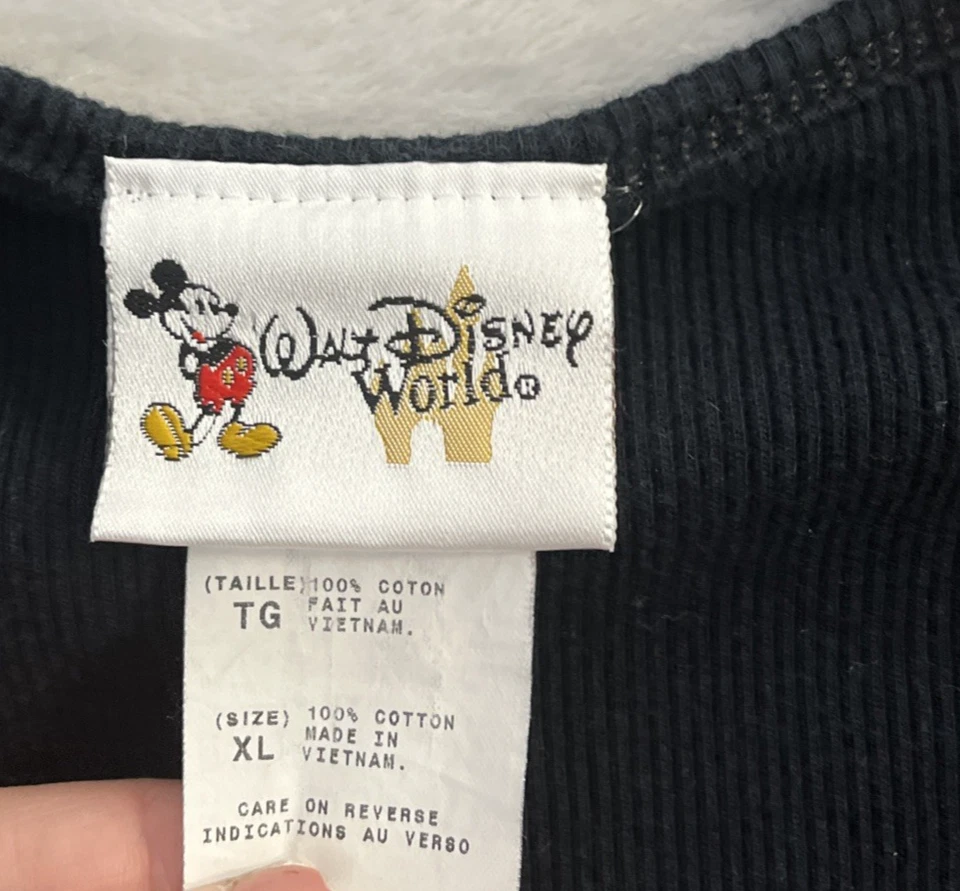 WALT DISNEY
World®
(TAILLE) 100% COTON
TG FAIT AU
VIETNAM.
(SIZE) 100% COTTON
XL MADE IN
VIETNAM.
CARE ON REVERSE
INDICATIONS AU VERSO